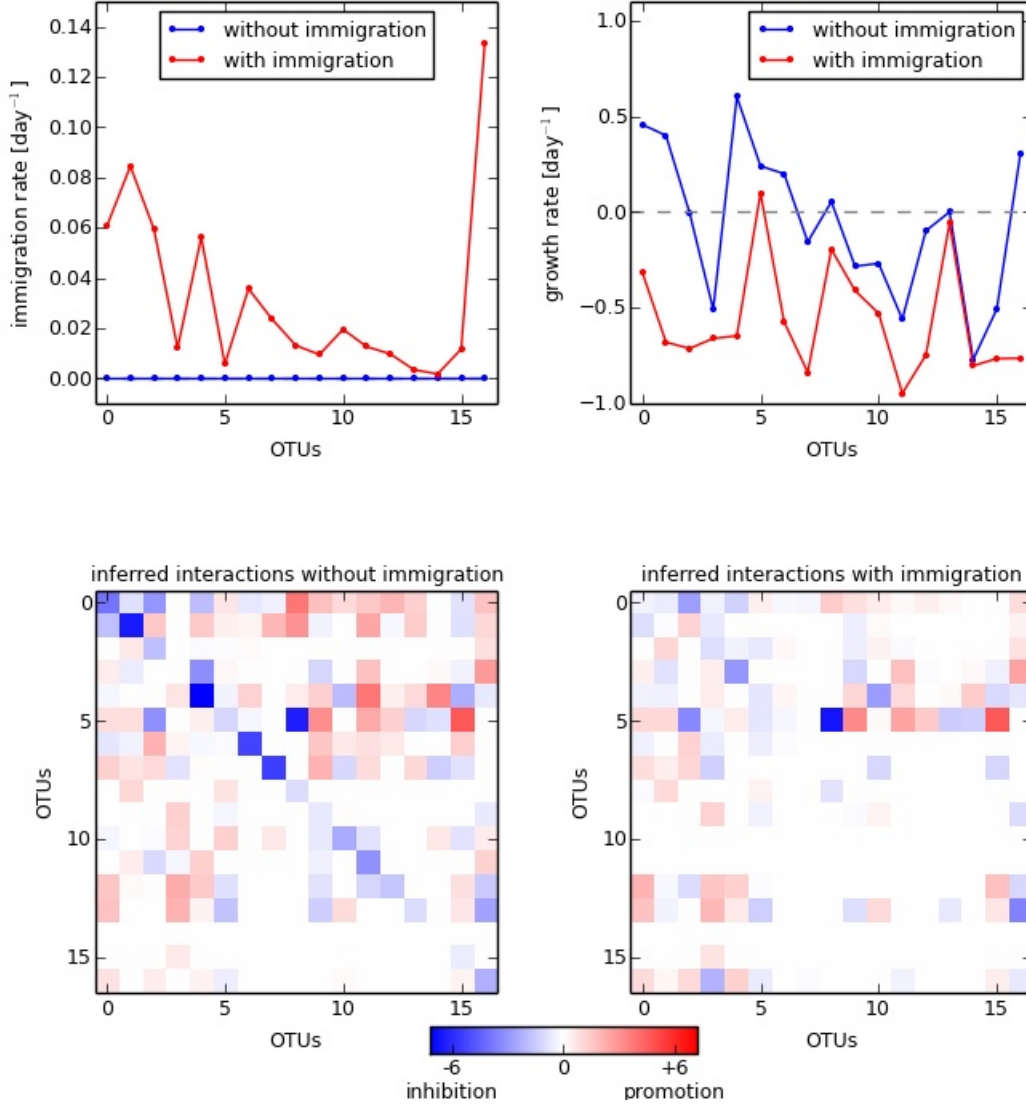 0.14
0.12
0.10
0.08
0.06
0.04
0.02
0.00
immigration rate [day⁻¹]
without immigration
with immigration
0 5 10 15
OTUs
1.0
0.5
0.0
−0.5
−1.0
growth rate [day⁻¹]
without immigration
with immigration
0 5 10 15
OTUs
inferred interactions without immigration
0
5
10
15
OTUs
0 5 10 15
OTUs
inferred interactions with immigration
0
5
10
15
OTUs
0 5 10 15
OTUs
-6 0 +6
inhibition promotion